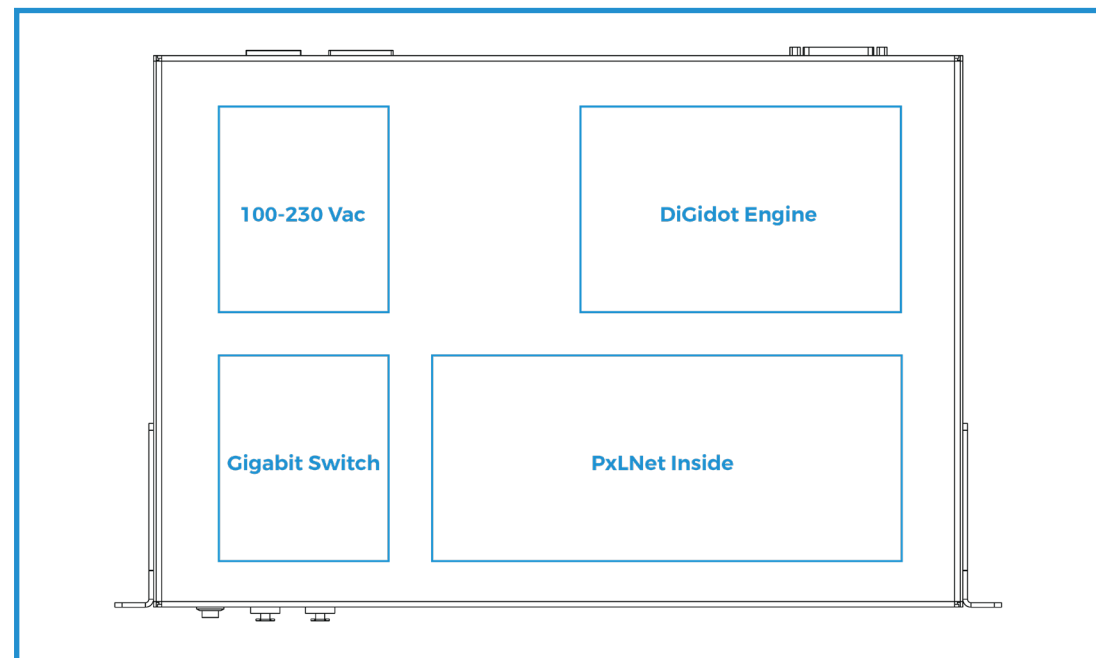 100-230 Vac
DiGidot Engine
Gigabit Switch
PxLNet Inside